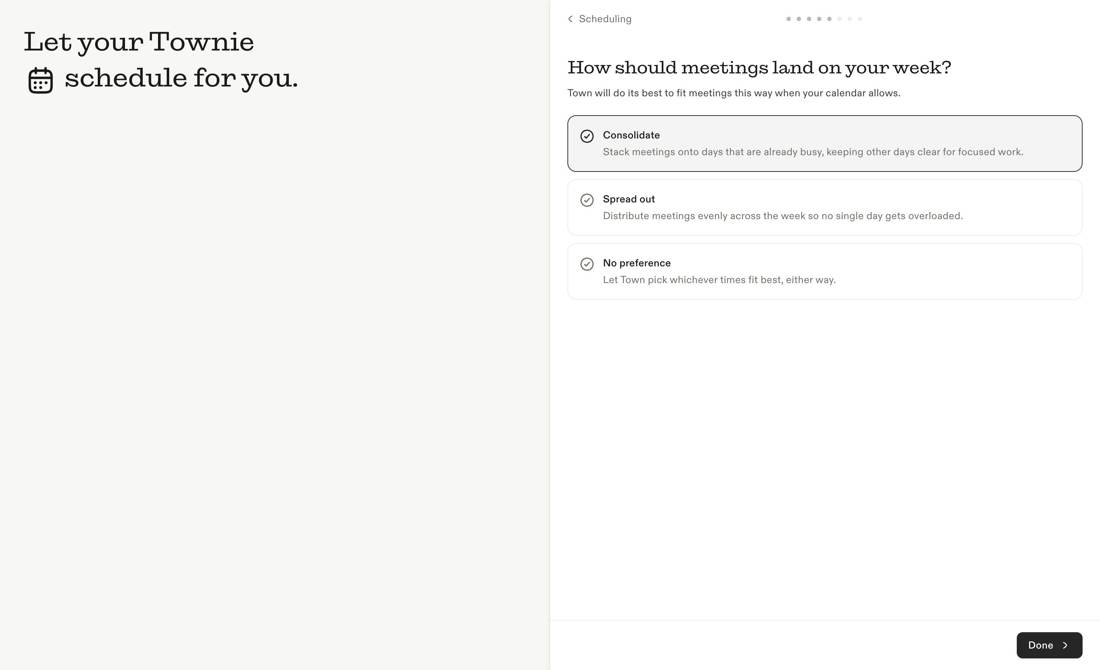 Let your Townie
schedule for you.
Scheduling
How should meetings land on your week?
Town will do its best to fit meetings this way when your calendar allows.
Consolidate
Stack meetings onto days that are already busy, keeping other days clear for focused work.
Spread out
Distribute meetings evenly across the week so no single day gets overloaded.
No preference
Let Town pick whichever times fit best, either way.
Done